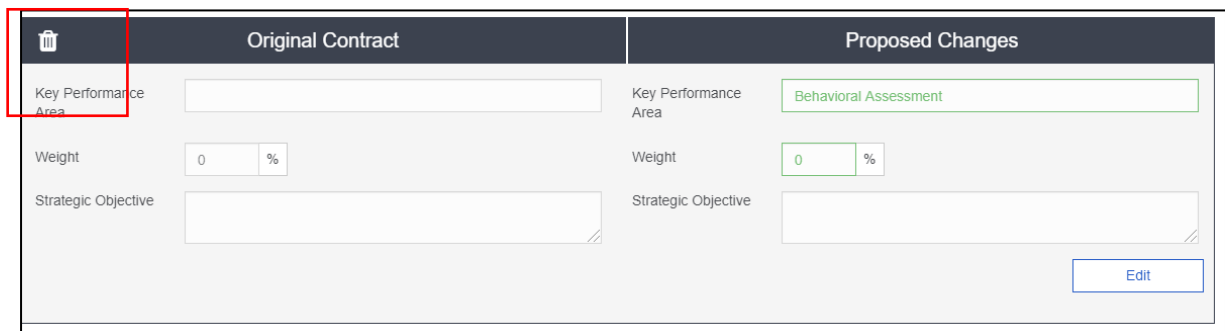 Original Contract
Proposed Changes
Key Performance
Area
Key Performance
Area
Behavioral Assessment
Weight
0
%
Weight
0
%
Strategic Objective
Strategic Objective
Edit